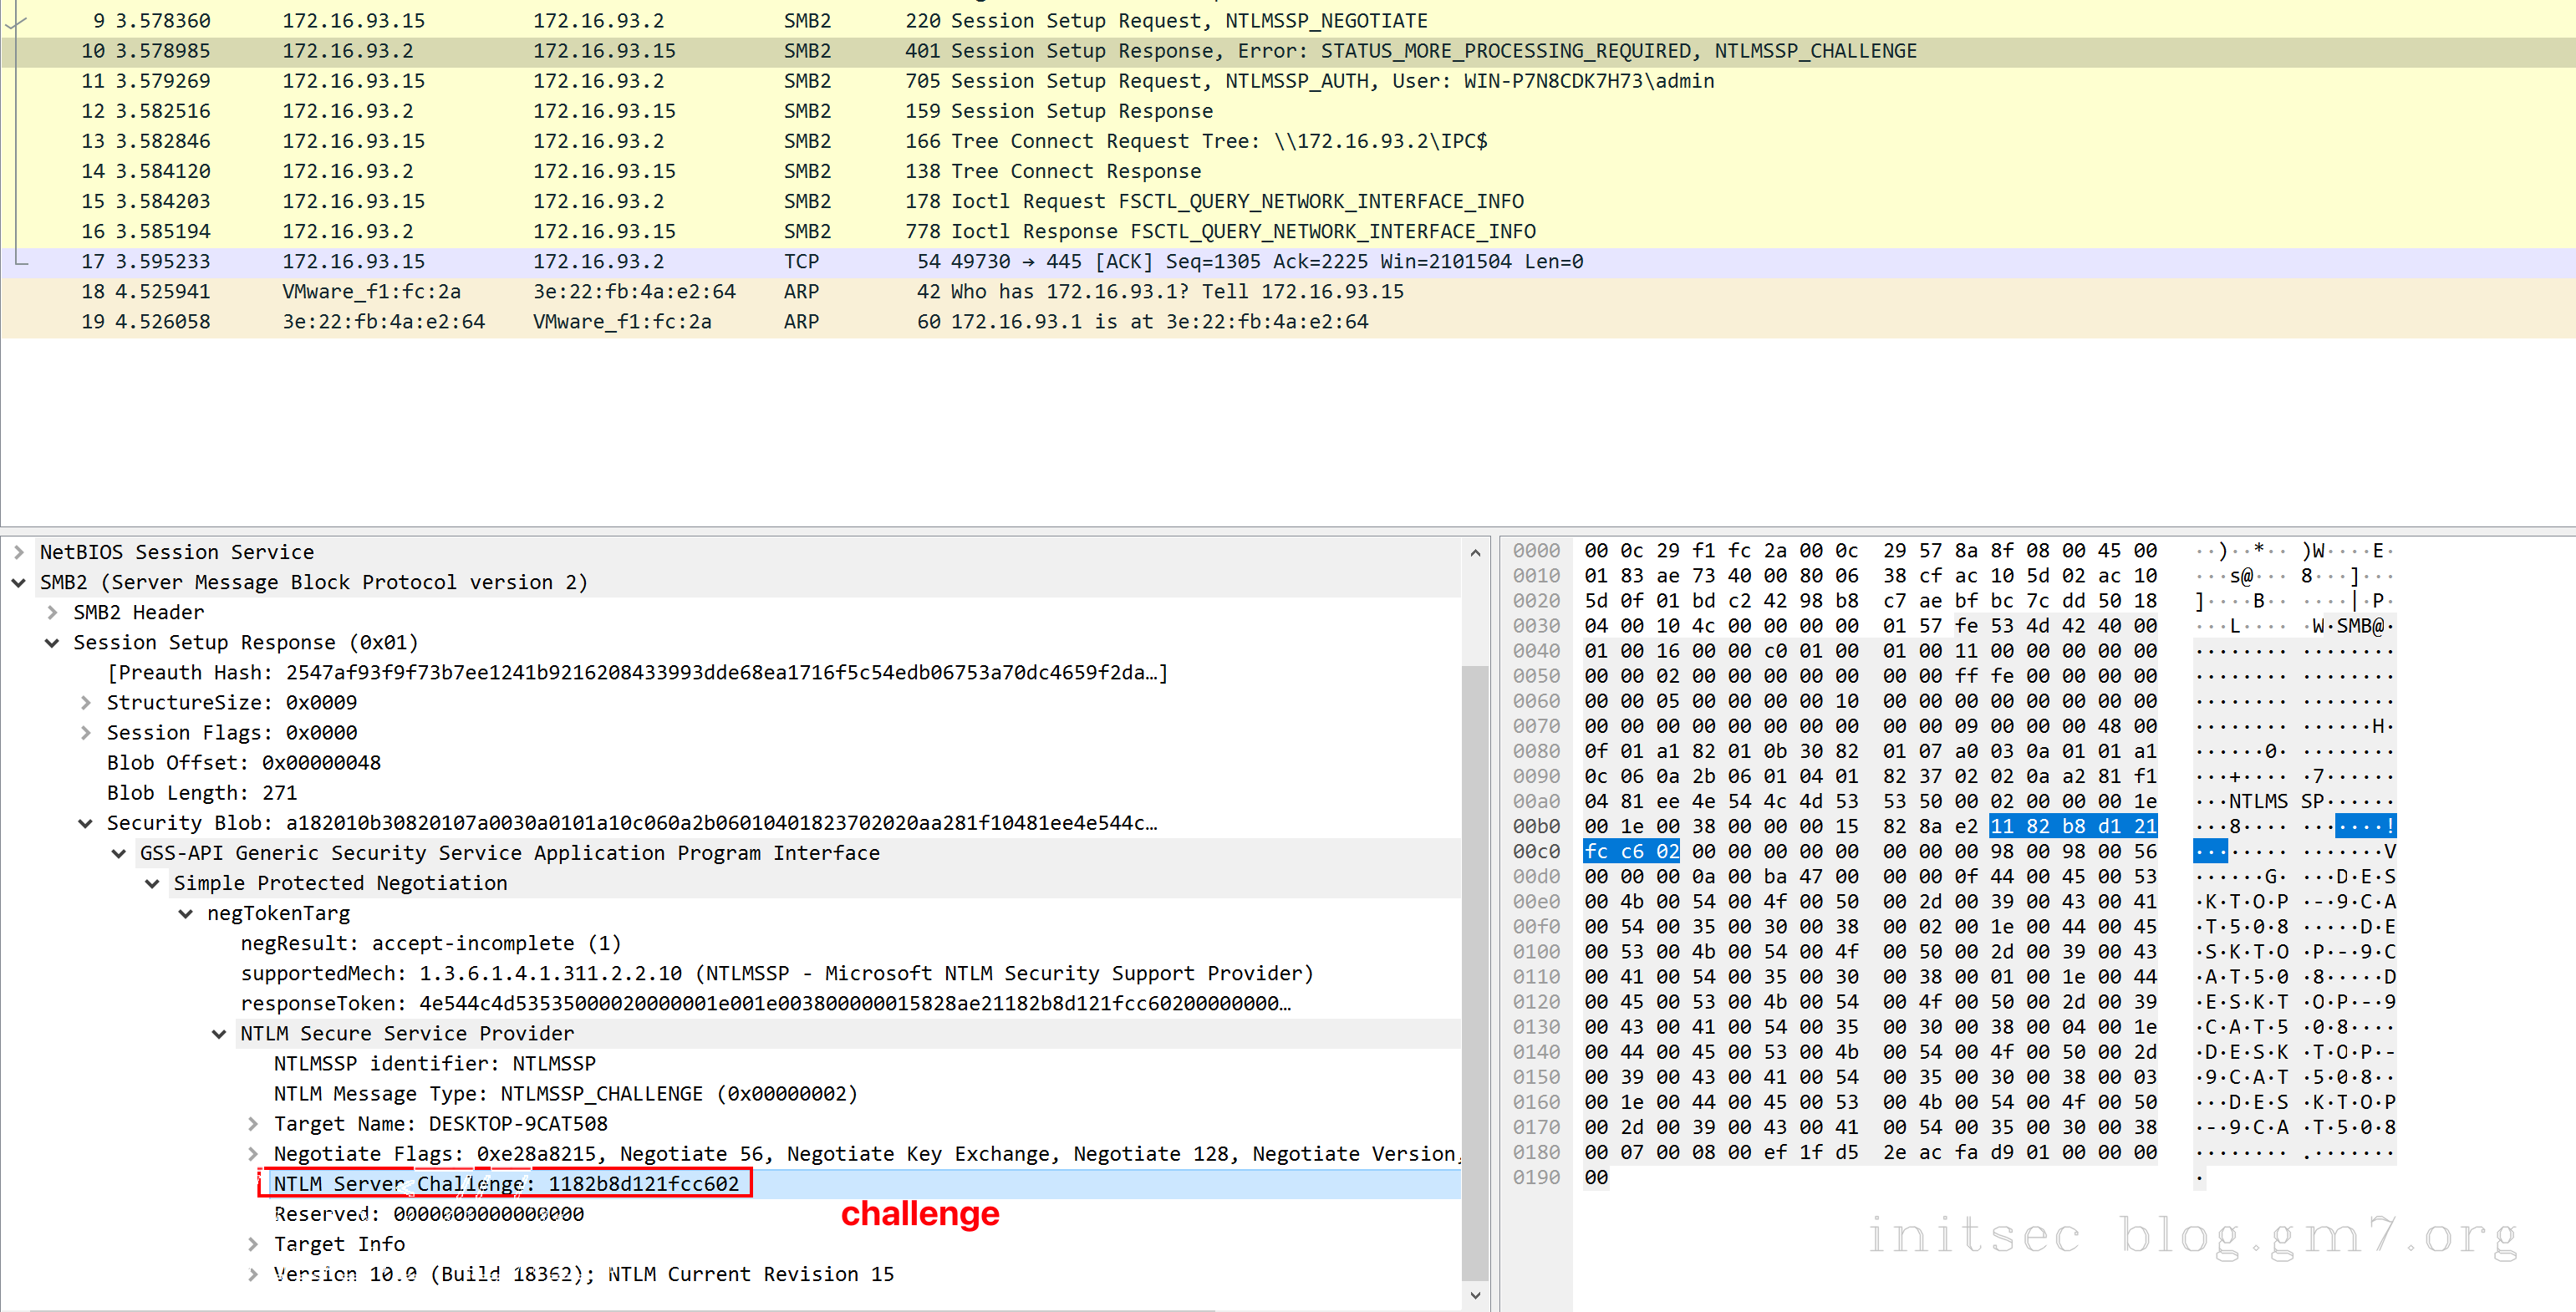 9 3.578360 172.16.93.15 172.16.93.2 SMB2 220 Session Setup Request, NTLMSSP_NEGOTIATE
10 3.578985 172.16.93.2 172.16.93.15 SMB2 401 Session Setup Response, Error: STATUS_MORE_PROCESSING_REQUIRED, NTLMSSP_CHALLENGE
11 3.579269 172.16.93.15 172.16.93.2 SMB2 705 Session Setup Request, NTLMSSP_AUTH, User: WIN-P7N8CDK7H73\admin
12 3.582516 172.16.93.2 172.16.93.15 SMB2 159 Session Setup Response
13 3.582846 172.16.93.15 172.16.93.2 SMB2 166 Tree Connect Request Tree: \\172.16.93.2\IPC$
14 3.584120 172.16.93.2 172.16.93.15 SMB2 138 Tree Connect Response
15 3.584203 172.16.93.15 172.16.93.2 SMB2 178 Ioctl Request FSCTL_QUERY_NETWORK_INTERFACE_INFO
16 3.585194 172.16.93.2 172.16.93.15 SMB2 778 Ioctl Response FSCTL_QUERY_NETWORK_INTERFACE_INFO
17 3.595233 172.16.93.15 172.16.93.2 TCP 54 49730 → 445 [ACK] Seq=1305 Ack=2225 Win=2101504 Len=0
18 4.525941 VMware_f1:fc:2a 3e:22:fb:4a:e2:64 ARP 42 Who has 172.16.93.1? Tell 172.16.93.15
19 4.526058 3e:22:fb:4a:e2:64 VMware_f1:fc:2a ARP 60 172.16.93.1 is at 3e:22:fb:4a:e2:64
NetBIOS Session Service
SMB2 (Server Message Block Protocol version 2)
SMB2 Header
Session Setup Response (0x01)
[Preauth Hash: 2547af93f9f73b7ee1241b9216208433993dde68ea1716f5c54edb06753a70dc4659f2da…]
StructureSize: 0x0009
Session Flags: 0x0000
Blob Offset: 0x00000048
Blob Length: 271
Security Blob: a182010b30820107a0030a0101a10c060a2b06010401823702020aa281f10481ee4e544c…
GSS-API Generic Security Service Application Program Interface
Simple Protected Negotiation
negTokenTarg
negResult: accept-incomplete (1)
supportedMech: 1.3.6.1.4.1.311.2.2.10 (NTLMSSP - Microsoft NTLM Security Support Provider)
responseToken: 4e544c4d53535000020000001e001e003800000015828ae21182b8d121fcc60200000000…
NTLM Secure Service Provider
NTLMSSP identifier: NTLMSSP
NTLM Message Type: NTLMSSP_CHALLENGE (0x00000002)
Target Name: DESKTOP-9CAT508
Negotiate Flags: 0xe28a8215, Negotiate 56, Negotiate Key Exchange, Negotiate 128, Negotiate Version,
NTLM Server Challenge: 1182b8d121fcc602
Reserved: 0000000000000000
challenge
Target Info
Version 10.0 (Build 18362); NTLM Current Revision 15
0000 00 0c 29 f1 fc 2a 00 0c 29 57 8a 8f 08 00 45 00 ··)··*·· )W····E·
0010 01 83 ae 73 40 00 80 06 38 cf ac 10 5d 02 ac 10 ···s@··· 8···]···
0020 5d 0f 01 bd c2 42 98 b8 c7 ae bf bc 7c dd 50 18 ]····B·· ····|·P·
0030 04 00 10 4c 00 00 00 00 01 57 fe 53 4d 42 40 00 ···L···· ·W·SMB@·
0040 01 00 16 00 00 c0 01 00 01 00 11 00 00 00 00 00 ········ ········
0050 00 00 02 00 00 00 00 00 00 00 ff fe 00 00 00 00 ········ ········
0060 00 00 05 00 00 00 00 10 00 00 00 00 00 00 00 00 ········ ········
0070 00 00 00 00 00 00 00 00 00 09 00 00 00 48 00 ········ ······H·
0080 0f 01 a1 82 01 0b 30 82 01 07 a0 03 0a 01 01 a1 ······0· ········
0090 0c 06 0a 2b 06 01 04 01 82 37 02 02 0a a2 81 f1 ···+···· ·7······
00a0 04 81 ee 4e 54 4c 4d 53 53 50 00 02 00 00 00 1e ···NTLMS SP······
00b0 00 1e 00 38 00 00 00 15 82 8a e2 11 82 b8 d1 21 ···8···· ·······!
00c0 fc c6 02 00 00 00 00 00 00 00 00 98 00 98 00 56 ········ ·······V
00d0 00 00 00 0a 00 ba 47 00 00 00 0f 44 00 45 00 53 ······G· ···D·E·S
00e0 00 4b 00 54 00 4f 00 50 00 2d 00 39 00 43 00 41 ·K·T·O·P ·-·9·C·A
00f0 00 54 00 35 00 30 00 38 00 02 00 1e 00 44 00 45 ·T·5·0·8 ·····D·E
0100 00 53 00 4b 00 54 00 4f 00 50 00 2d 00 39 00 43 ·S·K·T·O ·P·-·9·C
0110 00 41 00 54 00 35 00 30 00 38 00 01 00 1e 00 44 ·A·T·5·0 ·8·····D
0120 00 45 00 53 00 4b 00 54 00 4f 00 50 00 2d 00 39 ·E·S·K·T ·O·P·-·9
0130 00 43 00 41 00 54 00 35 00 30 00 38 00 04 00 1e ·C·A·T·5 ·0·8····
0140 00 44 00 45 00 53 00 4b 00 54 00 4f 00 50 00 2d ·D·E·S·K ·T·O·P·-
0150 00 39 00 43 00 41 00 54 00 35 00 30 00 38 00 03 ·9·C·A·T ·5·0·8··
0160 00 1e 00 44 00 45 00 53 00 4b 00 54 00 4f 00 50 ···D·E·S ·K·T·O·P
0170 00 2d 00 39 00 43 00 41 00 54 00 35 00 30 00 38 ·-·9·C·A ·T·5·0·8
0180 00 07 00 08 00 ef 1f d5 2e ac fa d9 01 00 00 00 ········ .·······
0190 00 ·
initsec blog.gm7.org